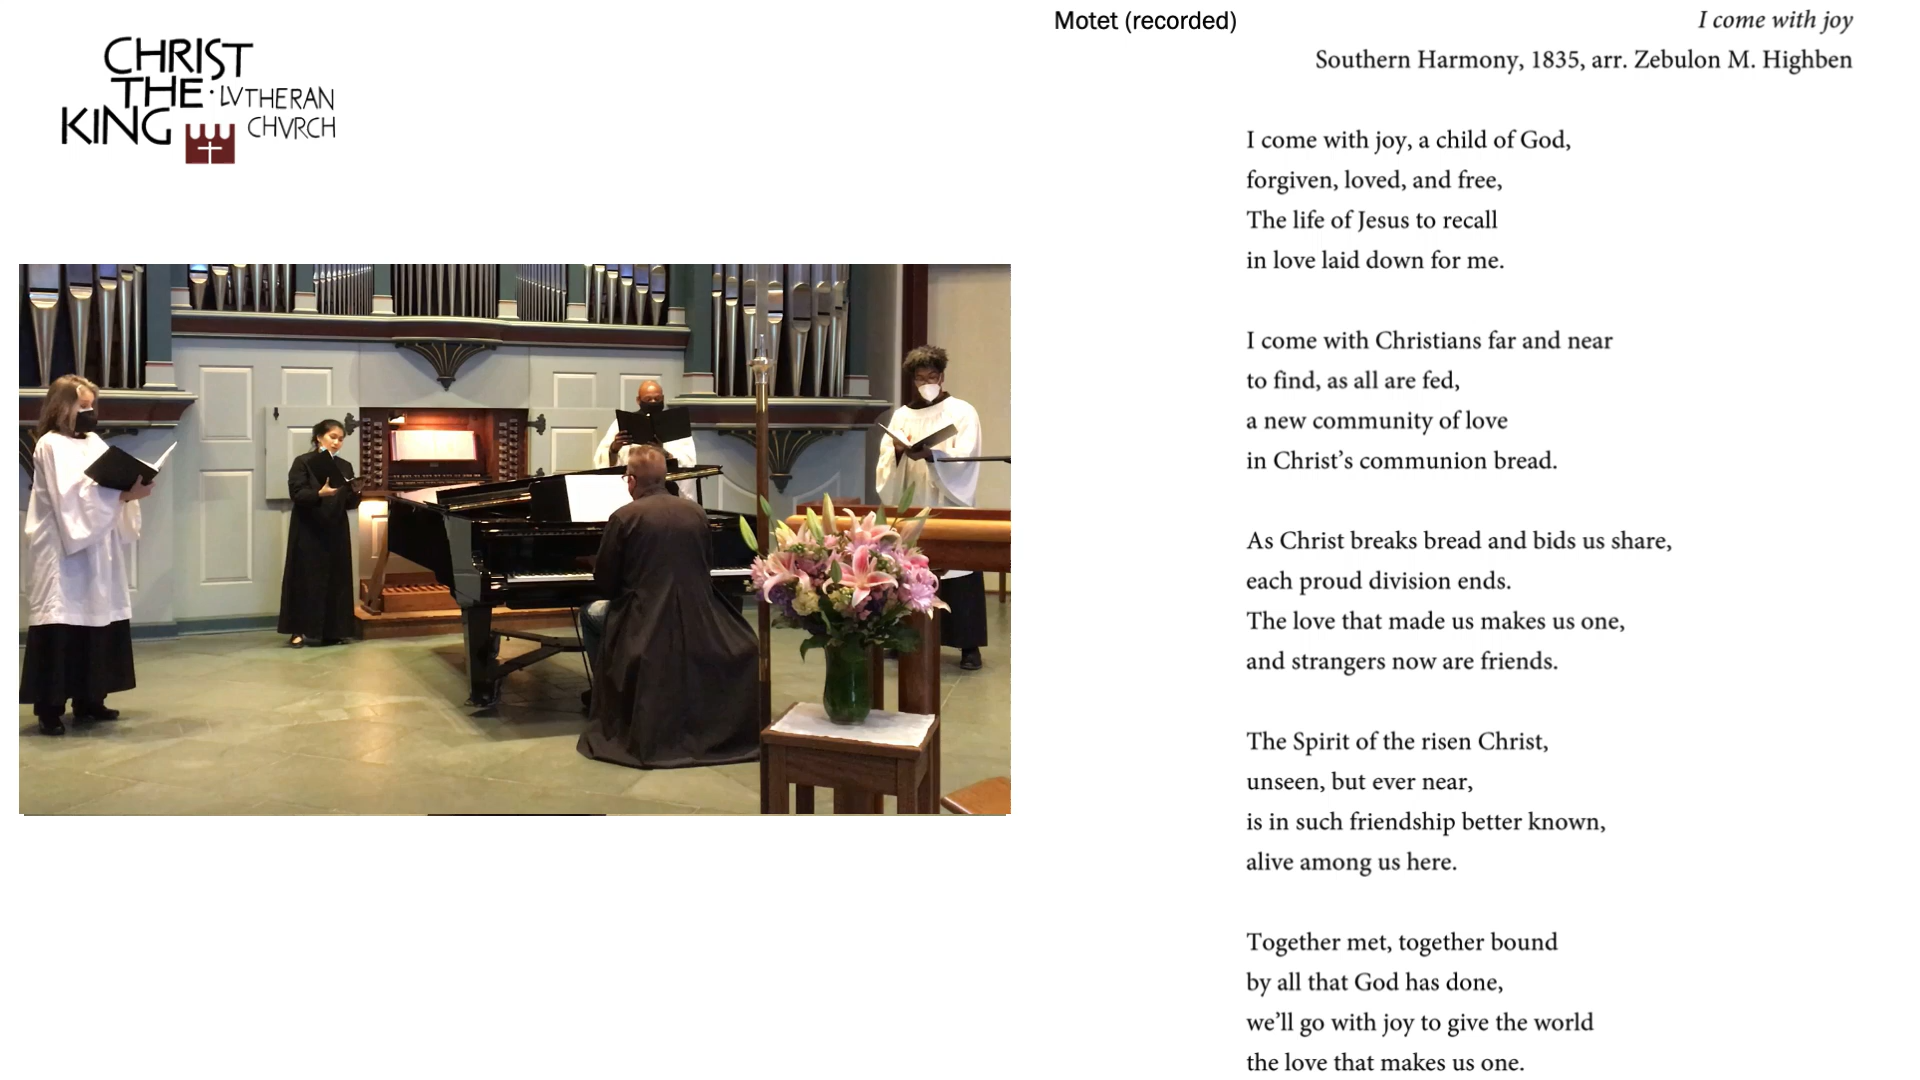 CHRIST
THE · LVTHERAN
KING CHVRCH
Motet (recorded)
I come with joy
Southern Harmony, 1835, arr. Zebulon M. Highben
I come with joy, a child of God,
forgiven, loved, and free,
The life of Jesus to recall
in love laid down for me.
I come with Christians far and near
to find, as all are fed,
a new community of love
in Christ’s communion bread.
As Christ breaks bread and bids us share,
each proud division ends.
The love that made us makes us one,
and strangers now are friends.
The Spirit of the risen Christ,
unseen, but ever near,
is in such friendship better known,
alive among us here.
Together met, together bound
by all that God has done,
we’ll go with joy to give the world
the love that makes us one.